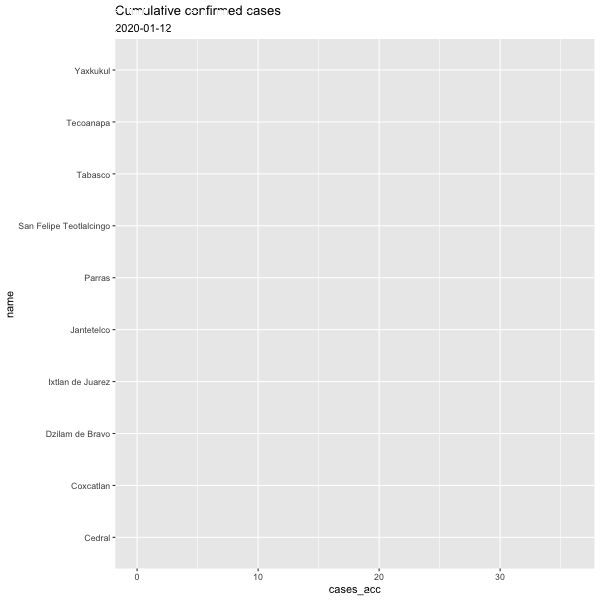 Cumulative confirmed cases
2020-01-12
Yaxkukul
Tecoanapa
Tabasco
San Felipe Teotlalcingo
Parras
Jantetelco
Ixtlan de Juarez
Dzilam de Bravo
Coxcatlan
Cedral
name
0 10 20 30
cases_acc